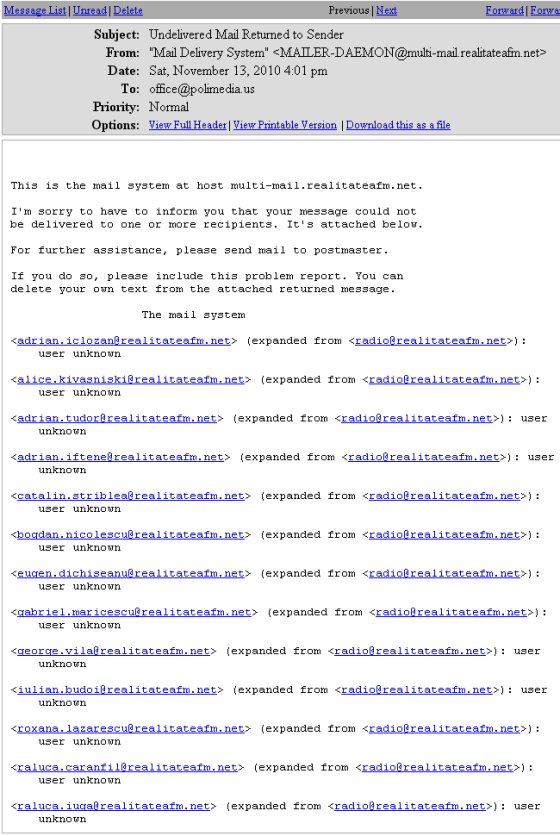 Message List | Unread | Delete Previous | Next Forward | Forwa
Subject: Undelivered Mail Returned to Sender
From: "Mail Delivery System" <MAILER-DAEMON@multi-mail.realitateafm.net>
Date: Sat, November 13, 2010 4:01 pm
To: office@polimedia.us
Priority: Normal
Options: View Full Header | View Printable Version | Download this as a file
This is the mail system at host multi-mail.realitateafm.net.
I'm sorry to have to inform you that your message could not
be delivered to one or more recipients. It's attached below.
For further assistance, please send mail to postmaster.
If you do so, please include this problem report. You can
delete your own text from the attached returned message.
The mail system
<adrian.iclozan@realitateafm.net> (expanded from <radio@realitateafm.net>):
user unknown
<alice.kivasniski@realitateafm.net> (expanded from <radio@realitateafm.net>):
user unknown
<adrian.tudor@realitateafm.net> (expanded from <radio@realitateafm.net>): user
unknown
<adrian.iftene@realitateafm.net> (expanded from <radio@realitateafm.net>): user
unknown
<catalin.striblea@realitateafm.net> (expanded from <radio@realitateafm.net>):
user unknown
<bogdan.nicolescu@realitateafm.net> (expanded from <radio@realitateafm.net>):
user unknown
<eugen.dichiseanu@realitateafm.net> (expanded from <radio@realitateafm.net>):
user unknown
<gabriel.maricescu@realitateafm.net> (expanded from <radio@realitateafm.net>):
user unknown
<george.vila@realitateafm.net> (expanded from <radio@realitateafm.net>): user
unknown
<iulian.budoi@realitateafm.net> (expanded from <radio@realitateafm.net>): user
unknown
<roxana.lazarescu@realitateafm.net> (expanded from <radio@realitateafm.net>):
user unknown
<raluca.caranfil@realitateafm.net> (expanded from <radio@realitateafm.net>):
user unknown
<raluca.iuga@realitateafm.net> (expanded from <radio@realitateafm.net>): user
unknown